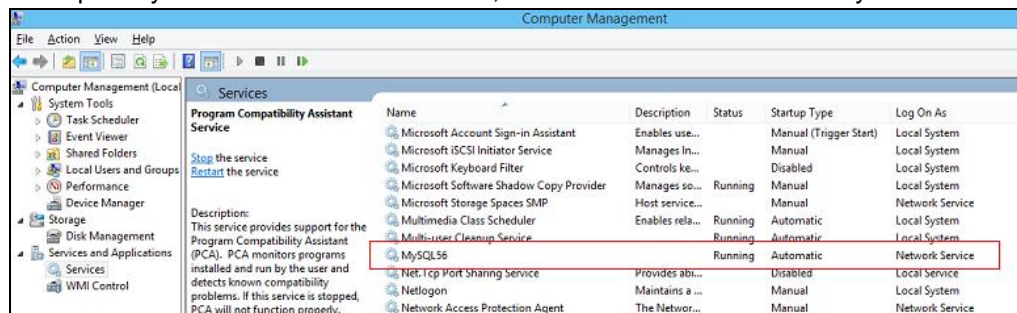 Computer Management
File Action View Help
Computer Management (Local
System Tools
Task Scheduler
Event Viewer
Shared Folders
Local Users and Groups
Performance
Device Manager
Storage
Disk Management
Services and Applications
Services
WMI Control
Services
Program Compatibility Assistant
Service
Stop the service
Restart the service
Description:
This service provides support for the
Program Compatibility Assistant
(PCA). PCA monitors programs
installed and run by the user and
detects known compatibility
problems. If this service is stopped,
PCA will not function properly.
Name Description Status Startup Type Log On As
Microsoft Account Sign-in Assistant Enables use... Manual (Trigger Start) Local System
Microsoft iSCSI Initiator Service Manages In... Manual Local System
Microsoft Keyboard Filter Controls ke... Disabled Local System
Microsoft Software Shadow Copy Provider Manages so... Running Manual Local System
Microsoft Storage Spaces SMP Host service... Manual Network Service
Multimedia Class Scheduler Enables rela... Running Automatic Local System
Multi-user Cleanup Service Running Automatic Local System
MySQL56 Running Automatic Network Service
Net.Tcp Port Sharing Service Provides abi... Disabled Local Service
Netlogon Maintains a ... Manual Local System
Network Access Protection Agent The Networ... Manual Network Service